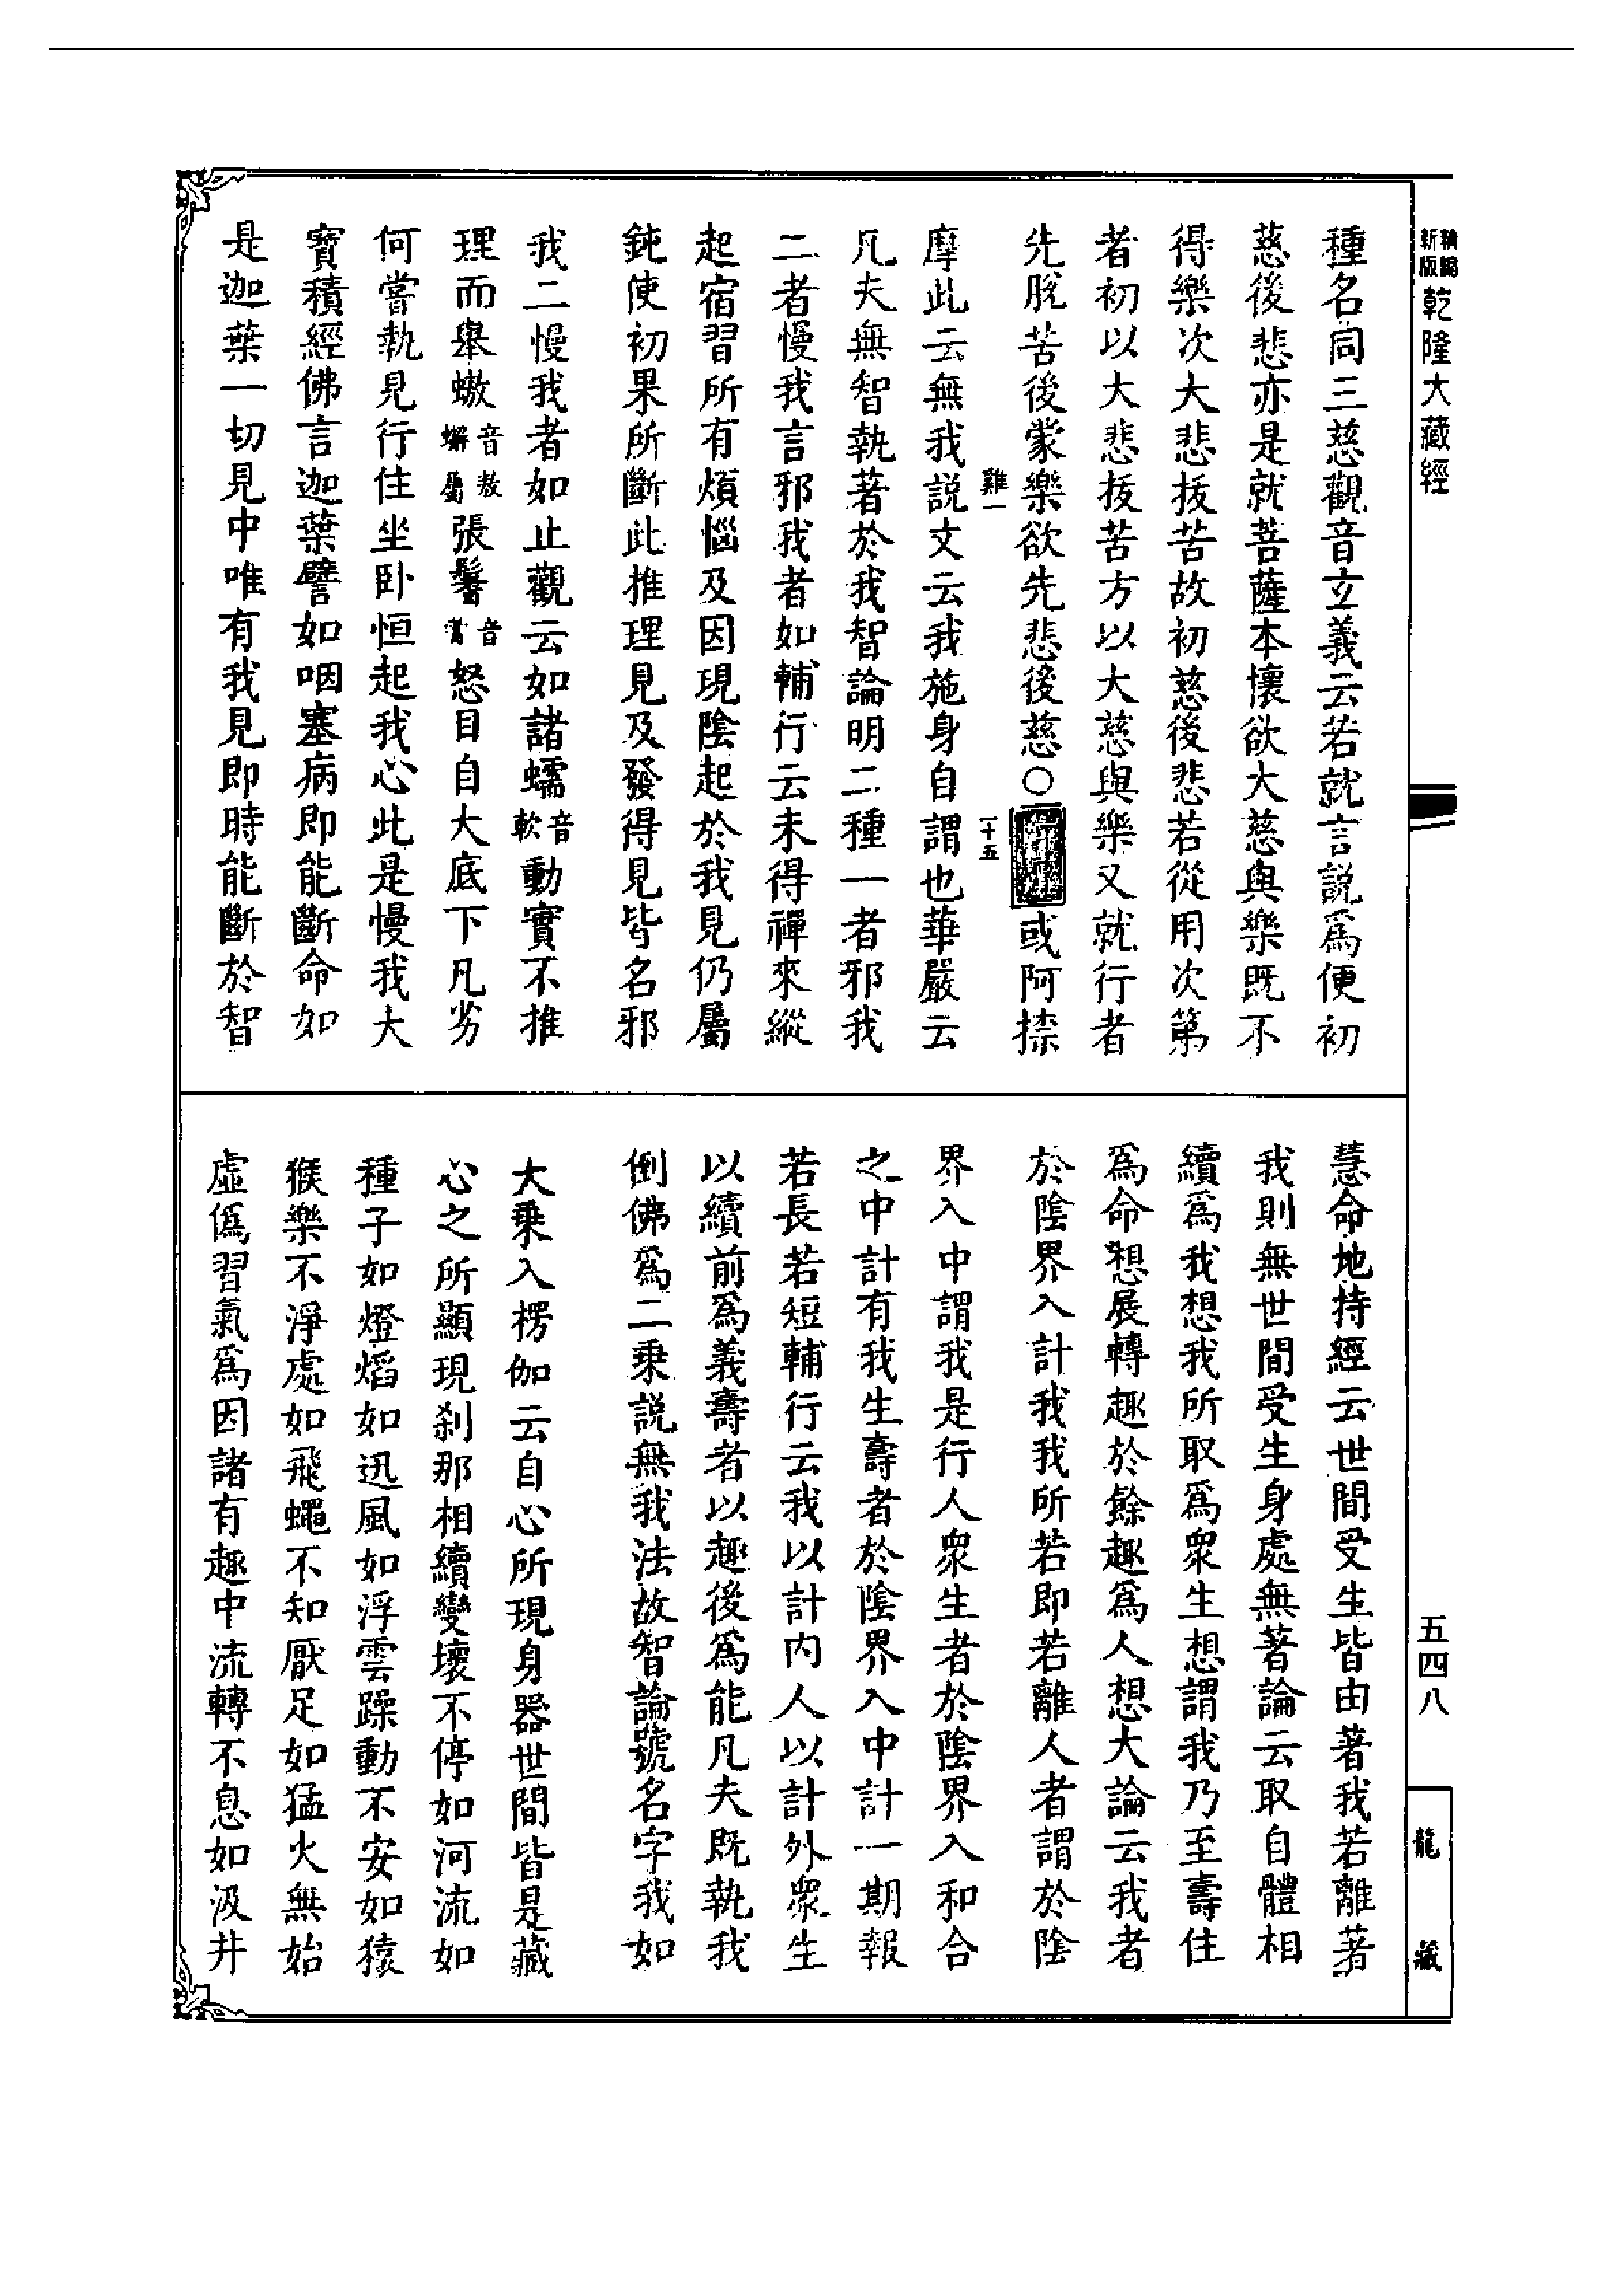 新版
精縮
乾隆大藏經
種名同三慈觀音立義云若就言説爲便初
慈後悲亦是就菩薩本懷欲大慈與樂既不
得樂次大悲拔苦故初慈後悲若從用次第
者初以大悲拔苦方以大慈與樂又就行者
先脫苦後蒙樂欲先悲後慈○或阿㮈
雞一
十五
摩此云無我説文云我施身自謂也華嚴云
凡夫無智執著於我智論明二種一者邪我
二者慢我言邪我者如輔行云未得禪來縱
起宿習所有煩惱及因現陰起於我見仍屬
鈍使初果所斷此推理見及發得見皆名邪
我二慢我者如止觀云如諸蠕音軟動實不推
理而舉螫音敖蠏屬張鬐音耆怒目自大底下凡劣
何嘗執見行住坐卧恒起我心此是慢我大
寶積經佛言迦葉譬如咽塞病即能斷命如
是迦葉一切見中唯有我見即時能斷於智
慧命地持經云世間受生皆由著我若離著
我則無世間受生身處無著論云取自體相
續爲我想我所取爲衆生想謂我乃至壽住
爲命想展轉趣於餘趣爲人想大論云我者
於陰界入計我我所若即若離人者謂於陰
界入中謂我是行人衆生者於陰界入和合
之中計有我生壽者於陰界入中計一期報
若長若短輔行云我以計内人以計外衆生
以續前爲義壽者以趣後爲能凡夫既執我
倒佛爲二乘説無我法故智論號名字我如
大乘入楞伽云自心所現身器世間皆是藏
心之所顯現刹那相續變壞不停如河流如
種子如燈熖如迅風如浮雲躁動不安如猿
猴樂不淨處如飛蠅不知厭足如猛火無始
虛僞習氣爲因諸有趣中流轉不息如汲井
五四八
龍藏